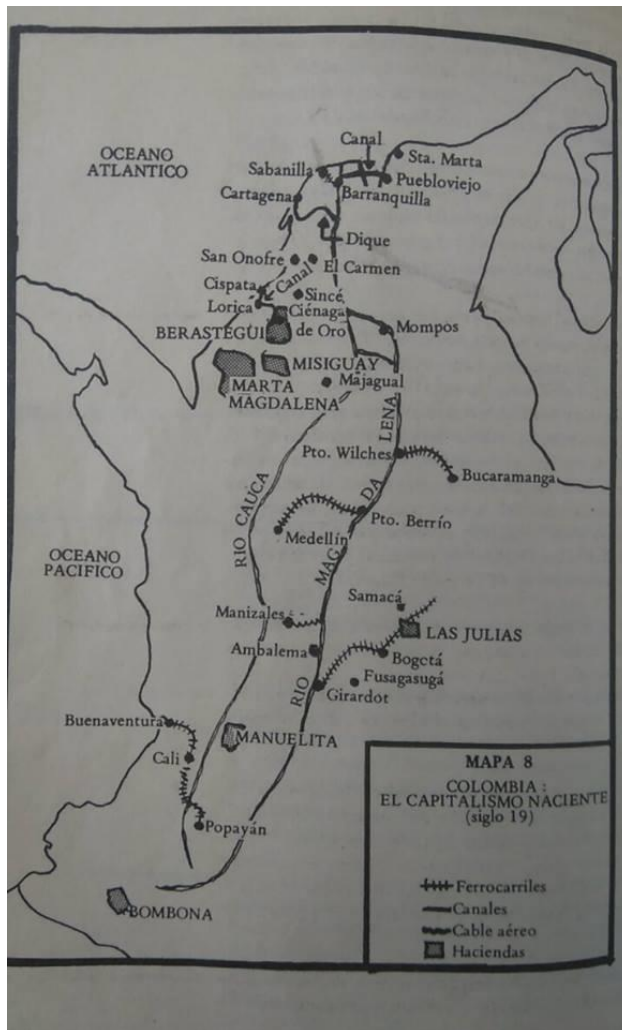 OCEANO
ATLANTICO
Canal
Sta. Marta
Sabanilla
Puebloviejo
Barranquilla
Cartagena
Dique
San Onofre
El Carmen
Cispata
Canal
Sincé
Lorica
Ciénaga
de Oro
BERASTEGUI
Mompos
MISIGUAY
MARTA
MAGDALENA
Majagual
RIO CAUCA
RIO MAGDALENA
Pto. Wilches
Bucaramanga
Pto. Berrío
Medellín
OCEANO
PACIFICO
Samacá
Manizales
LAS JULIAS
Ambalema
Bogotá
Fusagasugá
Girardot
Buenaventura
MANUELITA
Cali
Popayán
BOMBONA
MAPA 8
COLOMBIA :
EL CAPITALISMO NACIENTE
(siglo 19)
Ferrocarriles
Canales
Cable aéreo
Haciendas